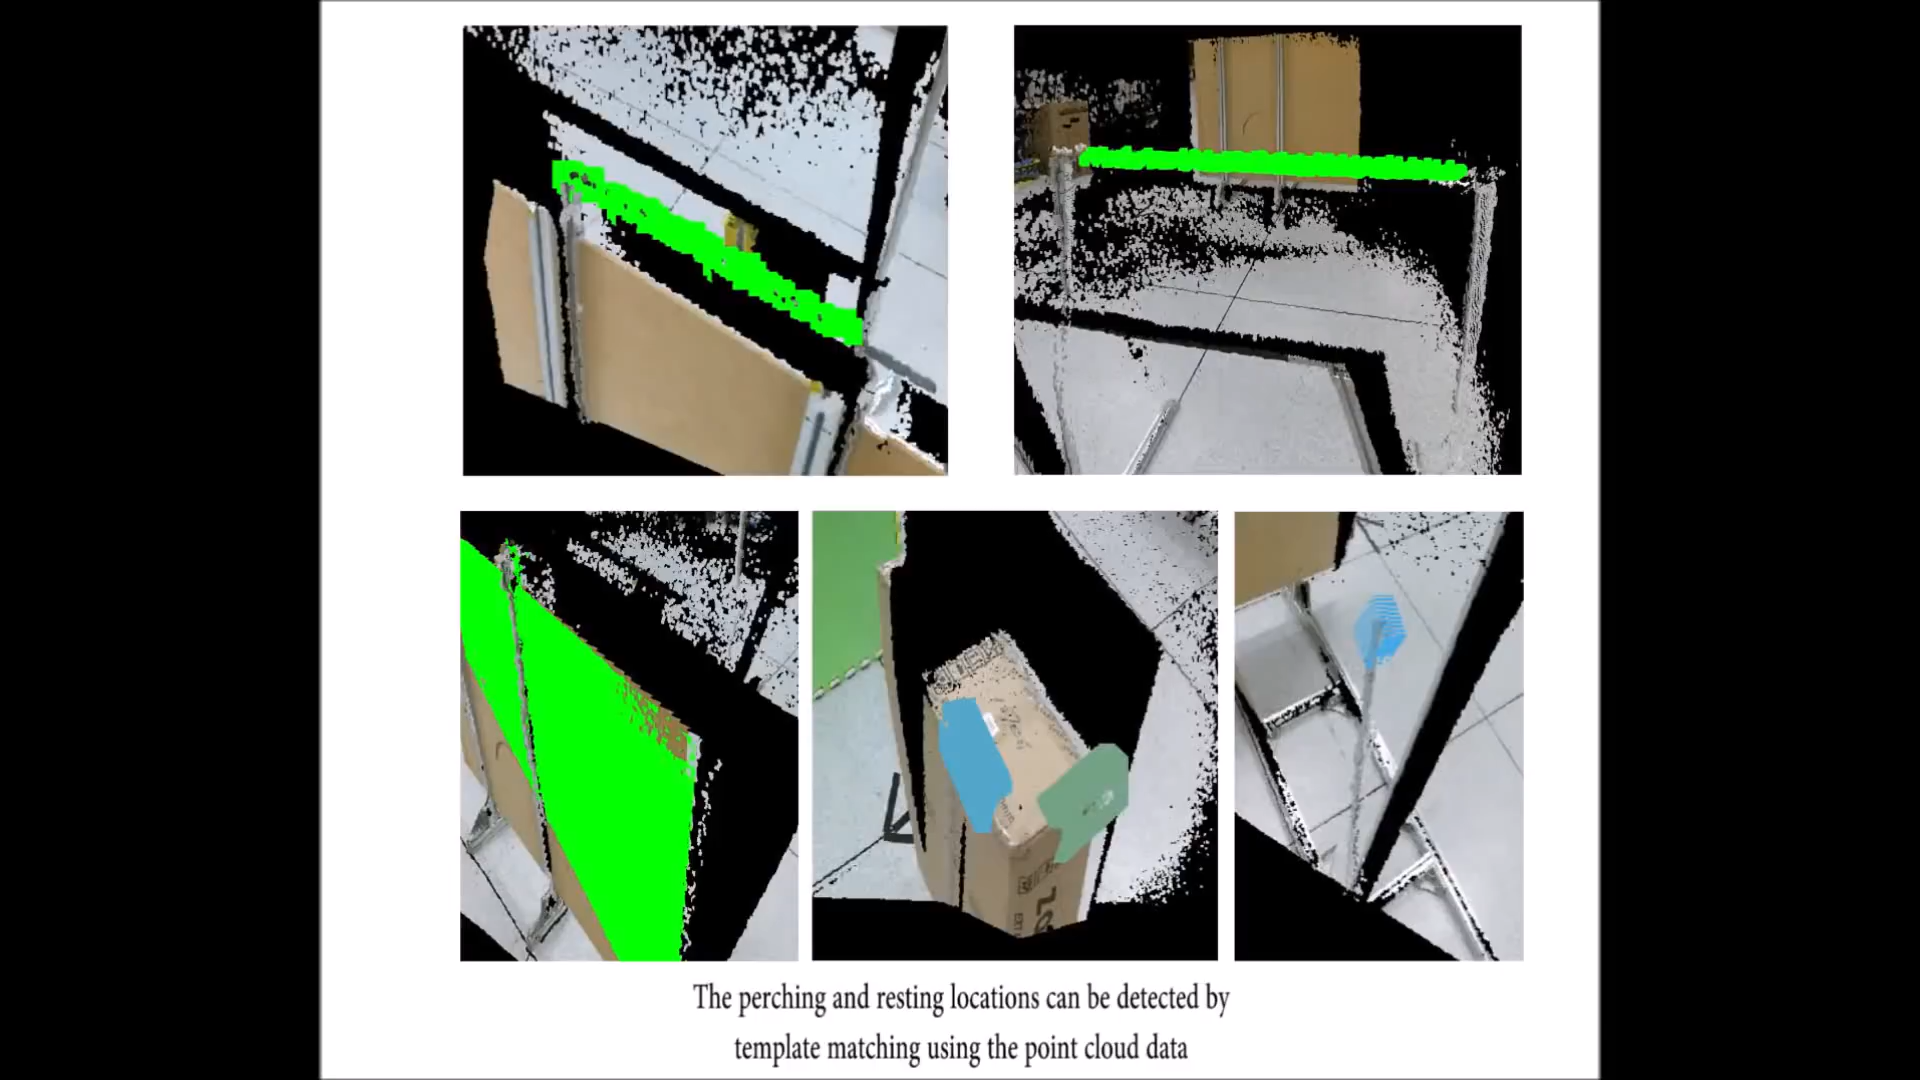 The perching and resting locations can be detected by
template matching using the point cloud data